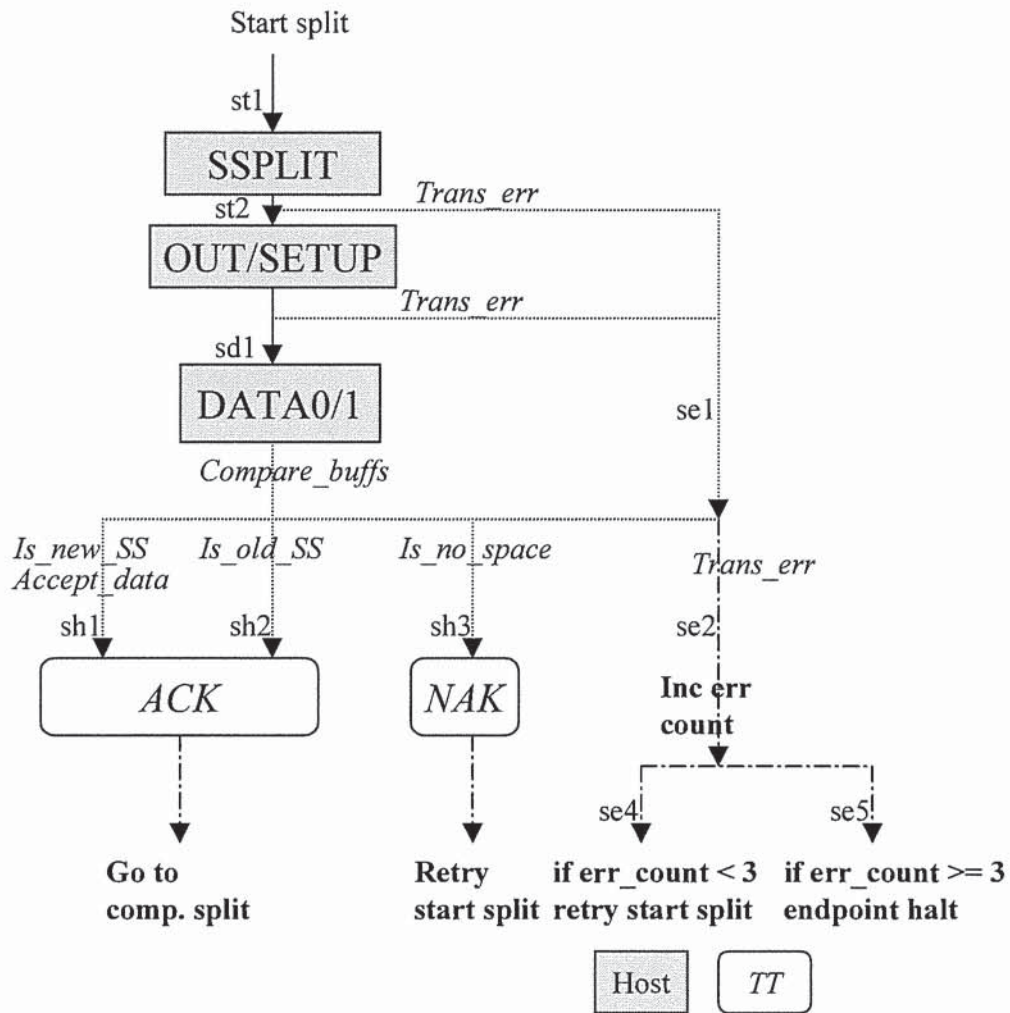 Start split
st1
SSPLIT
Trans_err
st2
OUT/SETUP
Trans_err
sd1
DATA0/1
se1
Compare_buffs
Is_new_SS
Accept_data
Is_old_SS
Is_no_space
Trans_err
sh1
sh2
sh3
se2
ACK
NAK
Inc err
count
se4
se5
Go to
comp. split
Retry
start split
if err_count < 3
retry start split
if err_count >= 3
endpoint halt
Host
TT